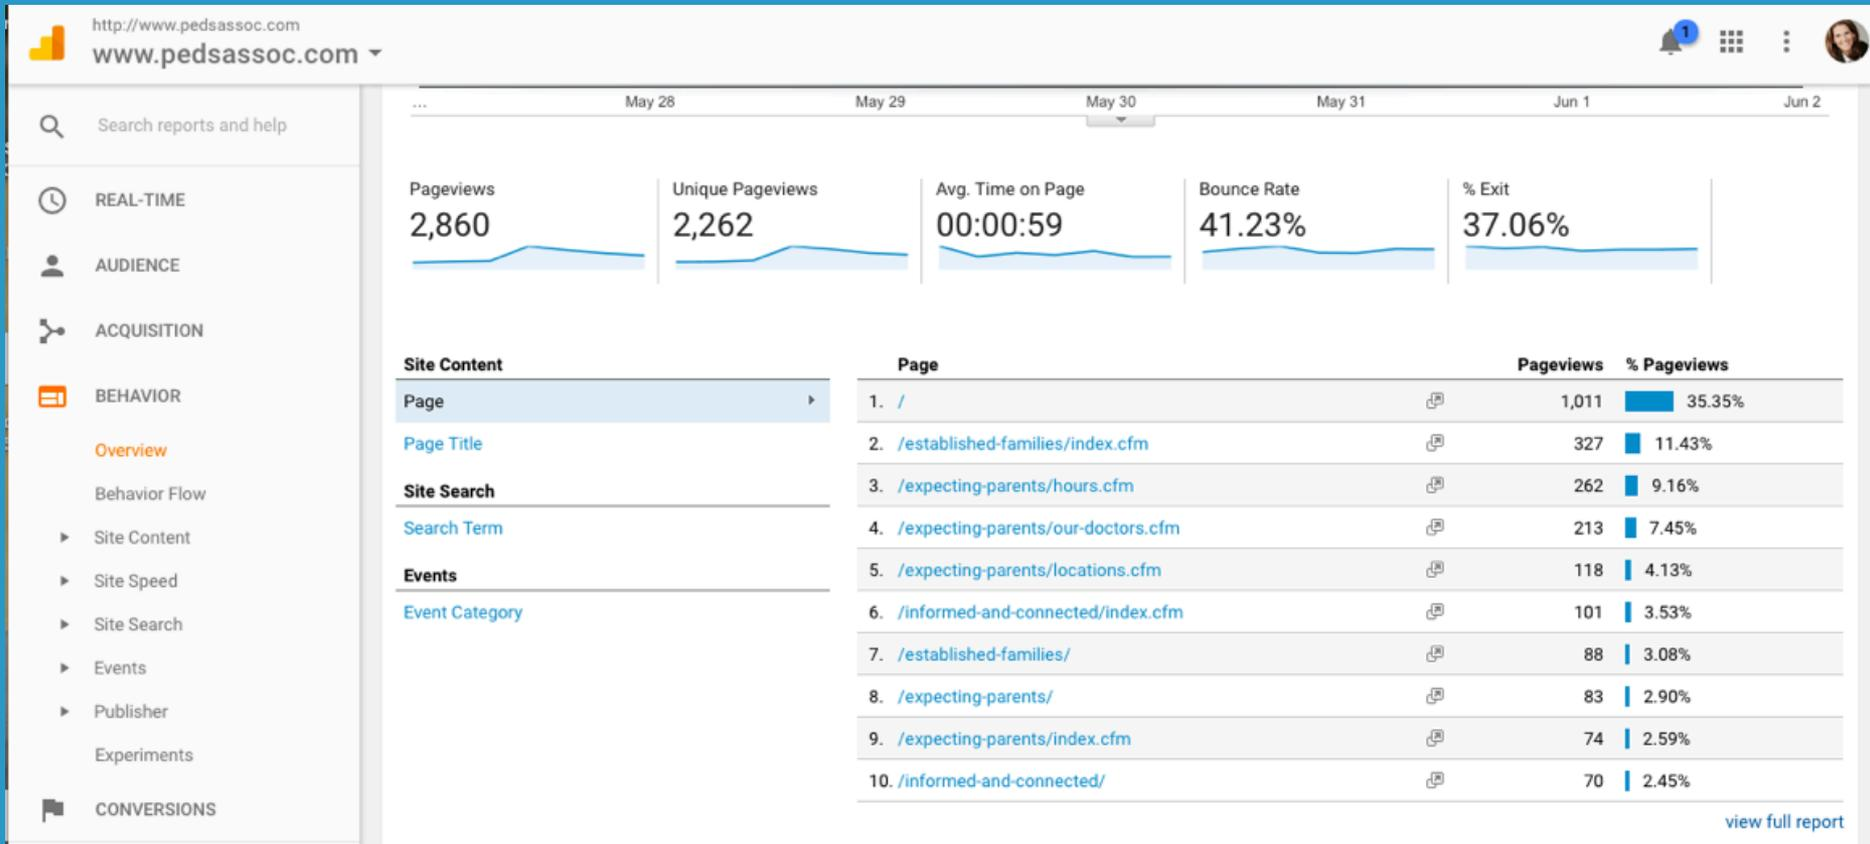 http://www.pedsassoc.com
www.pedsassoc.com
1
Search reports and help
REAL-TIME
AUDIENCE
ACQUISITION
BEHAVIOR
Overview
Behavior Flow
Site Content
Site Speed
Site Search
Events
Publisher
Experiments
CONVERSIONS
... May 28 May 29 May 30 May 31 Jun 1 Jun 2
Pageviews Unique Pageviews Avg. Time on Page Bounce Rate % Exit
2,860 2,262 00:00:59 41.23% 37.06%
Site Content
Page
Page Title
Site Search
Search Term
Events
Event Category
Page Pageviews % Pageviews
1. / 1,011 35.35%
2. /established-families/index.cfm 327 11.43%
3. /expecting-parents/hours.cfm 262 9.16%
4. /expecting-parents/our-doctors.cfm 213 7.45%
5. /expecting-parents/locations.cfm 118 4.13%
6. /informed-and-connected/index.cfm 101 3.53%
7. /established-families/ 88 3.08%
8. /expecting-parents/ 83 2.90%
9. /expecting-parents/index.cfm 74 2.59%
10. /informed-and-connected/ 70 2.45%
view full report